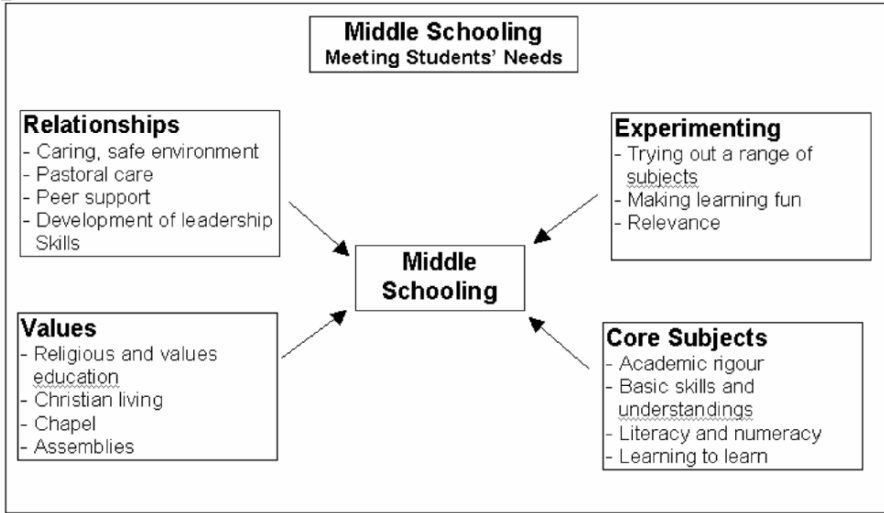 Middle Schooling
Meeting Students' Needs
Relationships
- Caring, safe environment
- Pastoral care
- Peer support
- Development of leadership
Skills
Experimenting
- Trying out a range of
subjects
- Making learning fun
- Relevance
Middle
Schooling
Values
- Religious and values
education
- Christian living
- Chapel
- Assemblies
Core Subjects
- Academic rigour
- Basic skills and
understandings
- Literacy and numeracy
- Learning to learn